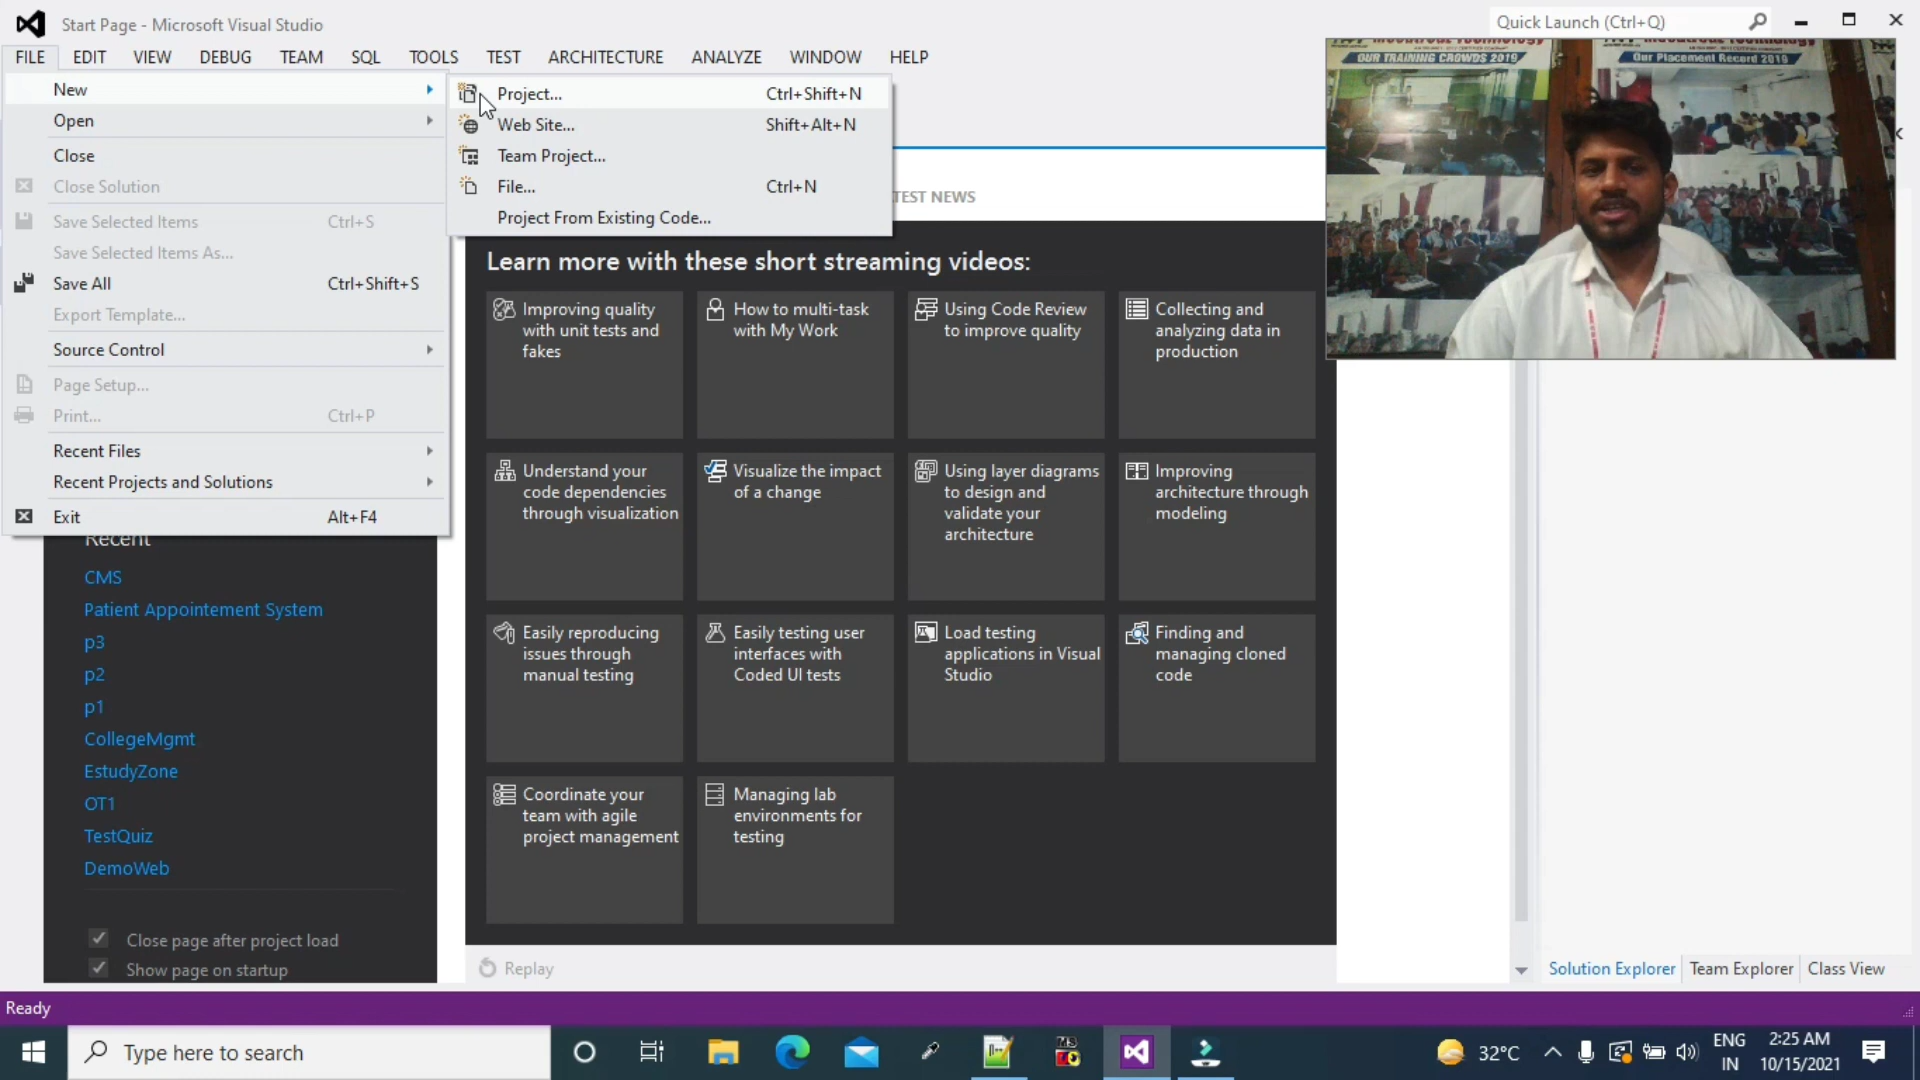 Start Page - Microsoft Visual Studio
Quick Launch (Ctrl+Q)
FILE EDIT VIEW DEBUG TEAM SQL TOOLS TEST ARCHITECTURE ANALYZE WINDOW HELP
New
Open
Close
Close Solution
Save Selected Items Ctrl+S
Save Selected Items As...
Save All Ctrl+Shift+S
Export Template...
Source Control
Page Setup...
Print... Ctrl+P
Recent Files
Recent Projects and Solutions
Exit Alt+F4
Project... Ctrl+Shift+N
Web Site... Shift+Alt+N
Team Project...
File... Ctrl+N
Project From Existing Code...
TEST NEWS
OUR TRAINING CROWDS 2019
Our Placement Record 2019
Learn more with these short streaming videos:
Improving quality
with unit tests and
fakes
How to multi-task
with My Work
Using Code Review
to improve quality
Collecting and
analyzing data in
production
Understand your
code dependencies
through visualization
Visualize the impact
of a change
Using layer diagrams
to design and
validate your
architecture
Improving
architecture through
modeling
Easily reproducing
issues through
manual testing
Easily testing user
interfaces with
Coded UI tests
Load testing
applications in Visual
Studio
Finding and
managing cloned
code
Coordinate your
team with agile
project management
Managing lab
environments for
testing
Replay
Recent
CMS
Patient Appointement System
p3
p2
p1
CollegeMgmt
EstudyZone
OT1
TestQuiz
DemoWeb
Close page after project load
Show page on startup
Solution Explorer Team Explorer Class View
Ready
Type here to search
32°C
ENG
IN
2:25 AM
10/15/2021